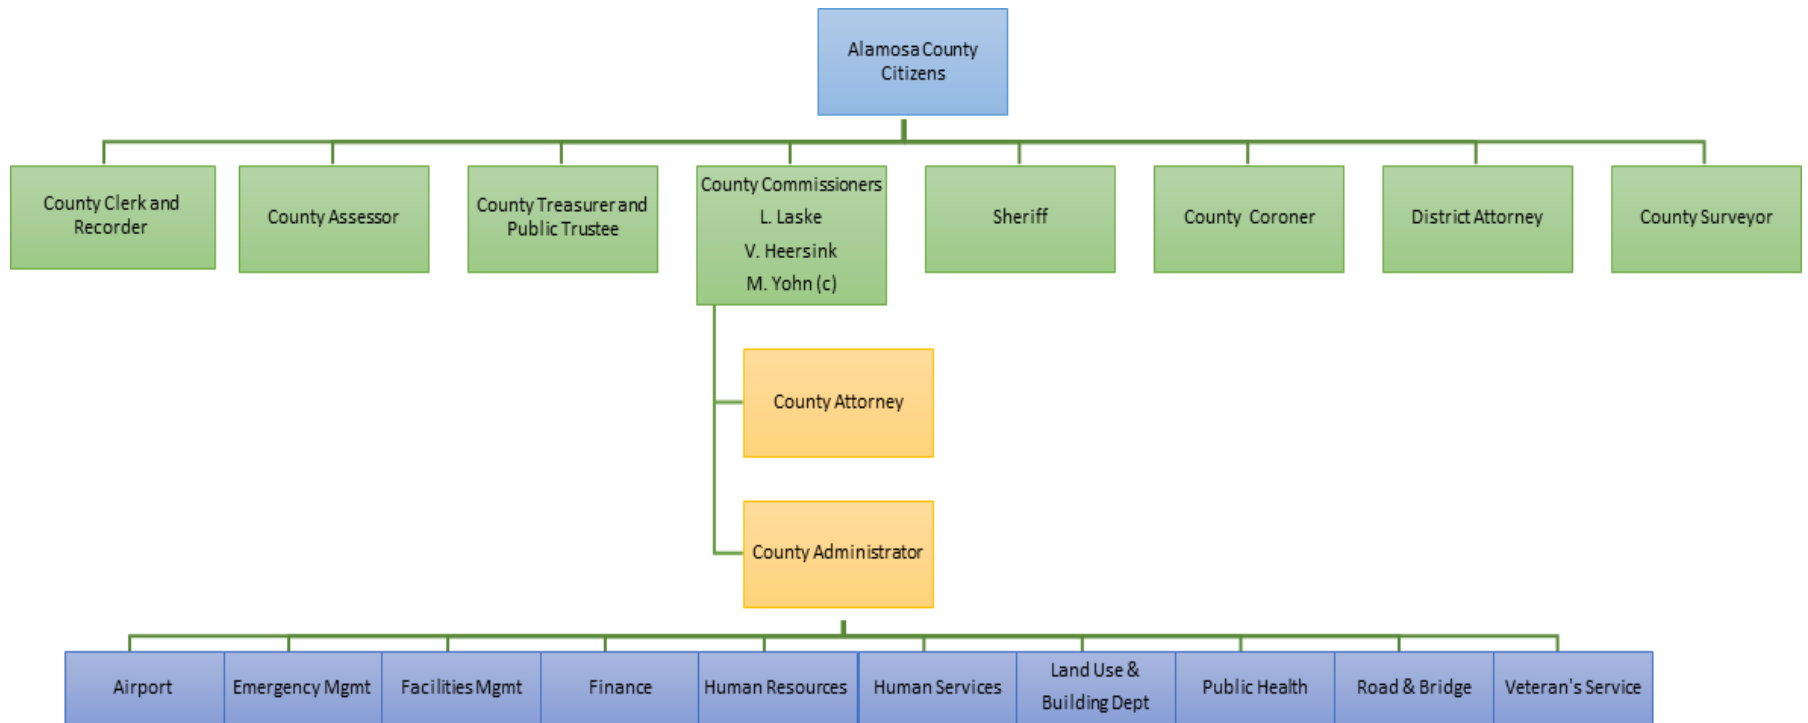 Alamosa County
Citizens
County Clerk and
Recorder
County Assessor
County Treasurer and
Public Trustee
County Commissioners
L. Laske
V. Heersink
M. Yohn (c)
Sheriff
County Coroner
District Attorney
County Surveyor
County Attorney
County Administrator
Airport
Emergency Mgmt
Facilities Mgmt
Finance
Human Resources
Human Services
Land Use &
Building Dept
Public Health
Road & Bridge
Veteran's Service